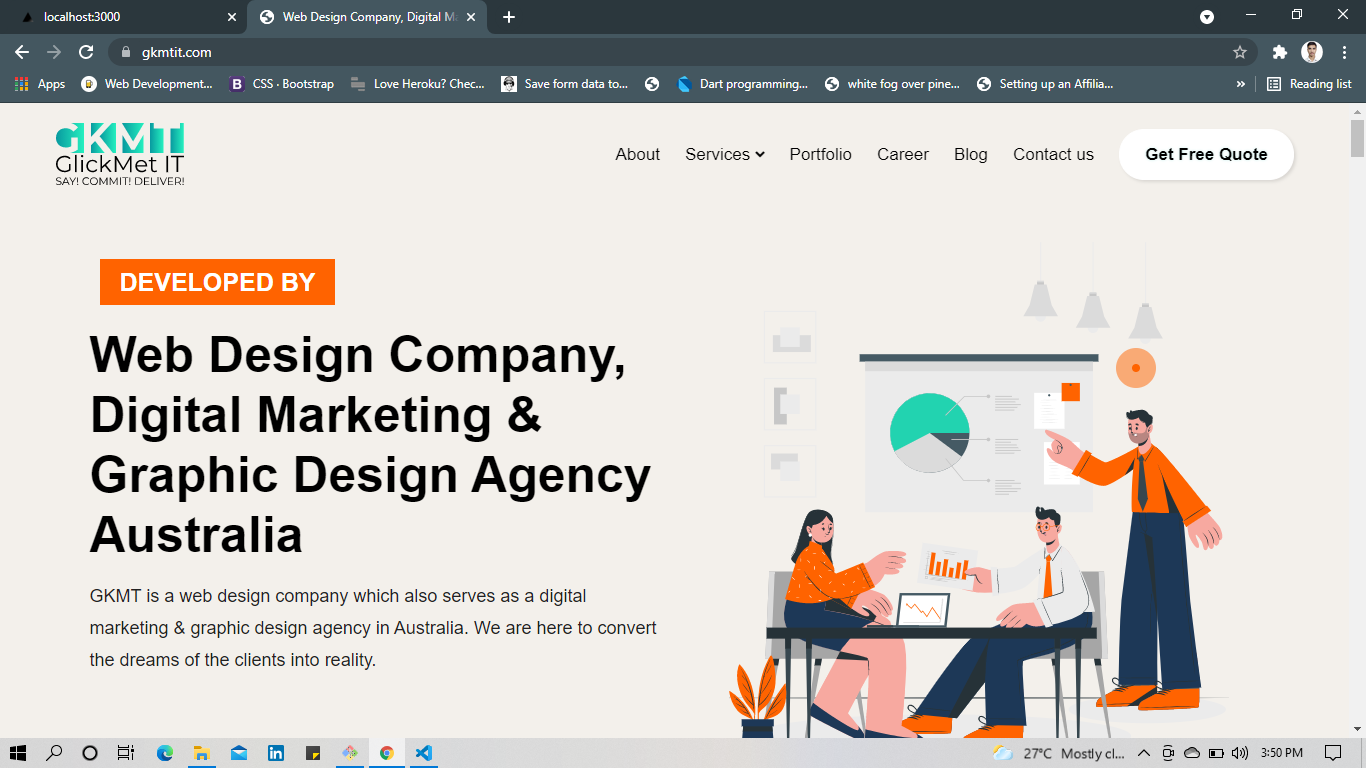 localhost:3000
Web Design Company, Digital Ma
gkmtit.com
Apps
Web Development...
CSS · Bootstrap
Love Heroku? Chec...
Save form data to...
Dart programming...
white fog over pine...
Setting up an Affilia...
»
Reading list
GKMT
GlickMet IT
SAY! COMMIT! DELIVER!
About
Services
Portfolio
Career
Blog
Contact us
Get Free Quote
DEVELOPED BY
Web Design Company,
Digital Marketing &
Graphic Design Agency
Australia
GKMT is a web design company which also serves as a digital
marketing & graphic design agency in Australia. We are here to convert
the dreams of the clients into reality.
27°C Mostly cl...
3:50 PM